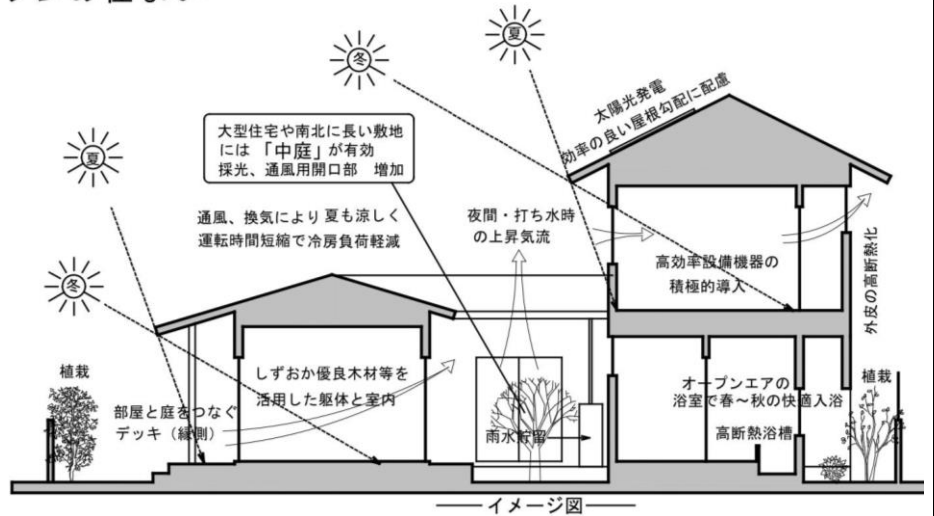 夏
冬
太陽光発電
効率の良い屋根勾配に配慮
大型住宅や南北に長い敷地
には「中庭」が有効
採光、通風用開口部 増加
夏
通風、換気により夏も涼しく
運転時間短縮で冷房負荷軽減
夜間・打ち水時
の上昇気流
高効率設備機器の
積極的導入
外皮の高断熱化
冬
植栽
しずおか優良木材等を
活用した躯体と室内
部屋と庭をつなぐ
デッキ（縁側）
雨水貯留
オープンエアの
浴室で春～秋の快適入浴
高断熱浴槽
植栽
イメージ図